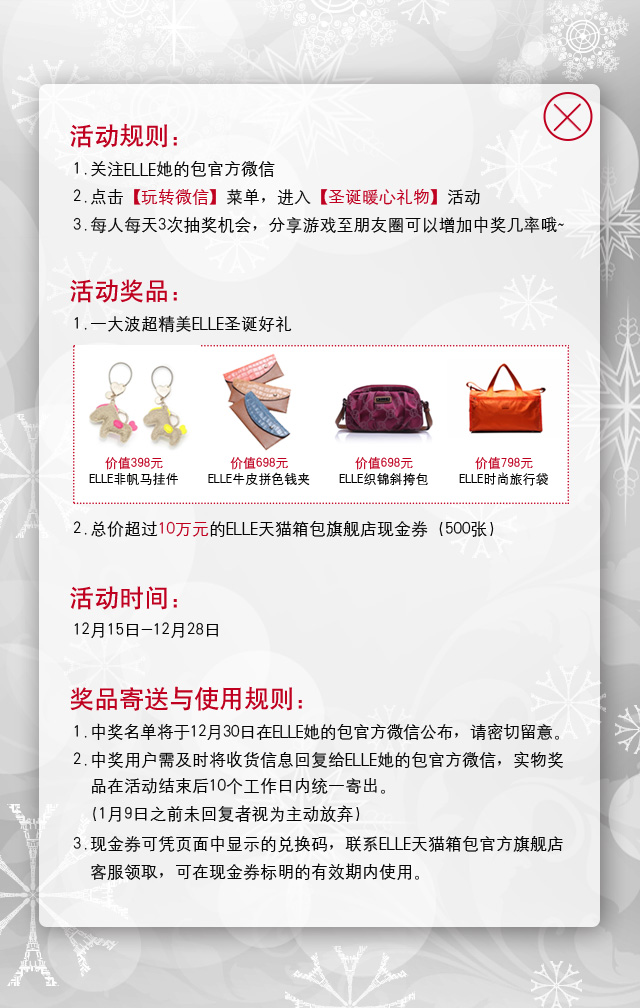 活动规则：
1.关注ELLE她的包官方微信
2.点击【玩转微信】菜单，进入【圣诞暖心礼物】活动
3.每人每天3次抽奖机会，分享游戏至朋友圈可以增加中奖几率哦~
活动奖品：
1.一大波超精美ELLE圣诞好礼
价值398元 价值698元 价值698元 价值798元
ELLE非帆马挂件 ELLE牛皮拼色钱夹 ELLE织锦斜挎包 ELLE时尚旅行袋
2.总价超过10万元的ELLE天猫箱包旗舰店现金券（500张）
活动时间：
12月15日—12月28日
奖品寄送与使用规则：
1.中奖名单将于12月30日在ELLE她的包官方微信公布，请密切留意。
2.中奖用户需及时将收货信息回复给ELLE她的包官方微信，实物奖
品在活动结束后10个工作日内统一寄出。
（1月9日之前未回复者视为主动放弃）
3.现金券可凭页面中显示的兑换码，联系ELLE天猫箱包官方旗舰店
客服领取，可在现金券标明的有效期内使用。